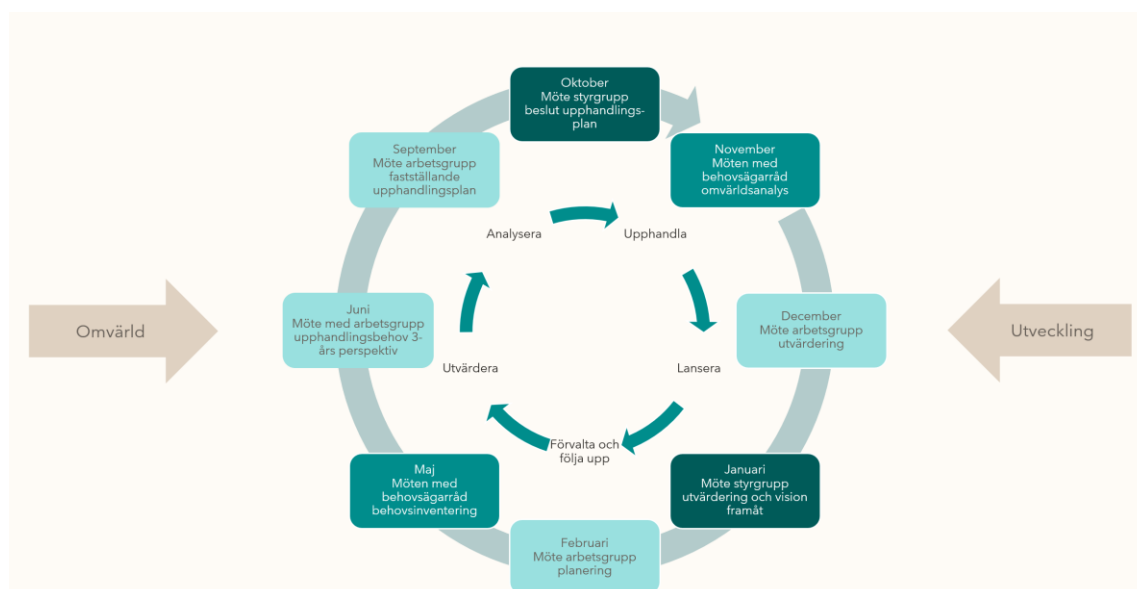 Oktober
Möte styrgrupp
beslut upphandlings-
plan
November
Möten med
behovsägarråd
omvärldsanalys
December
Möte arbetsgrupp
utvärdering
Januari
Möte styrgrupp
utvärdering och vision
framåt
Februari
Möte arbetsgrupp
planering
Maj
Möten med
behovsägarråd
behovsinventering
Juni
Möte med arbetsgrupp
upphandlingsbehov 3-
års perspektiv
September
Möte arbetsgrupp
fastställande
upphandlingsplan
Analysera
Upphandla
Lansera
Förvalta och
följa upp
Utvärdera
Omvärld
Utveckling